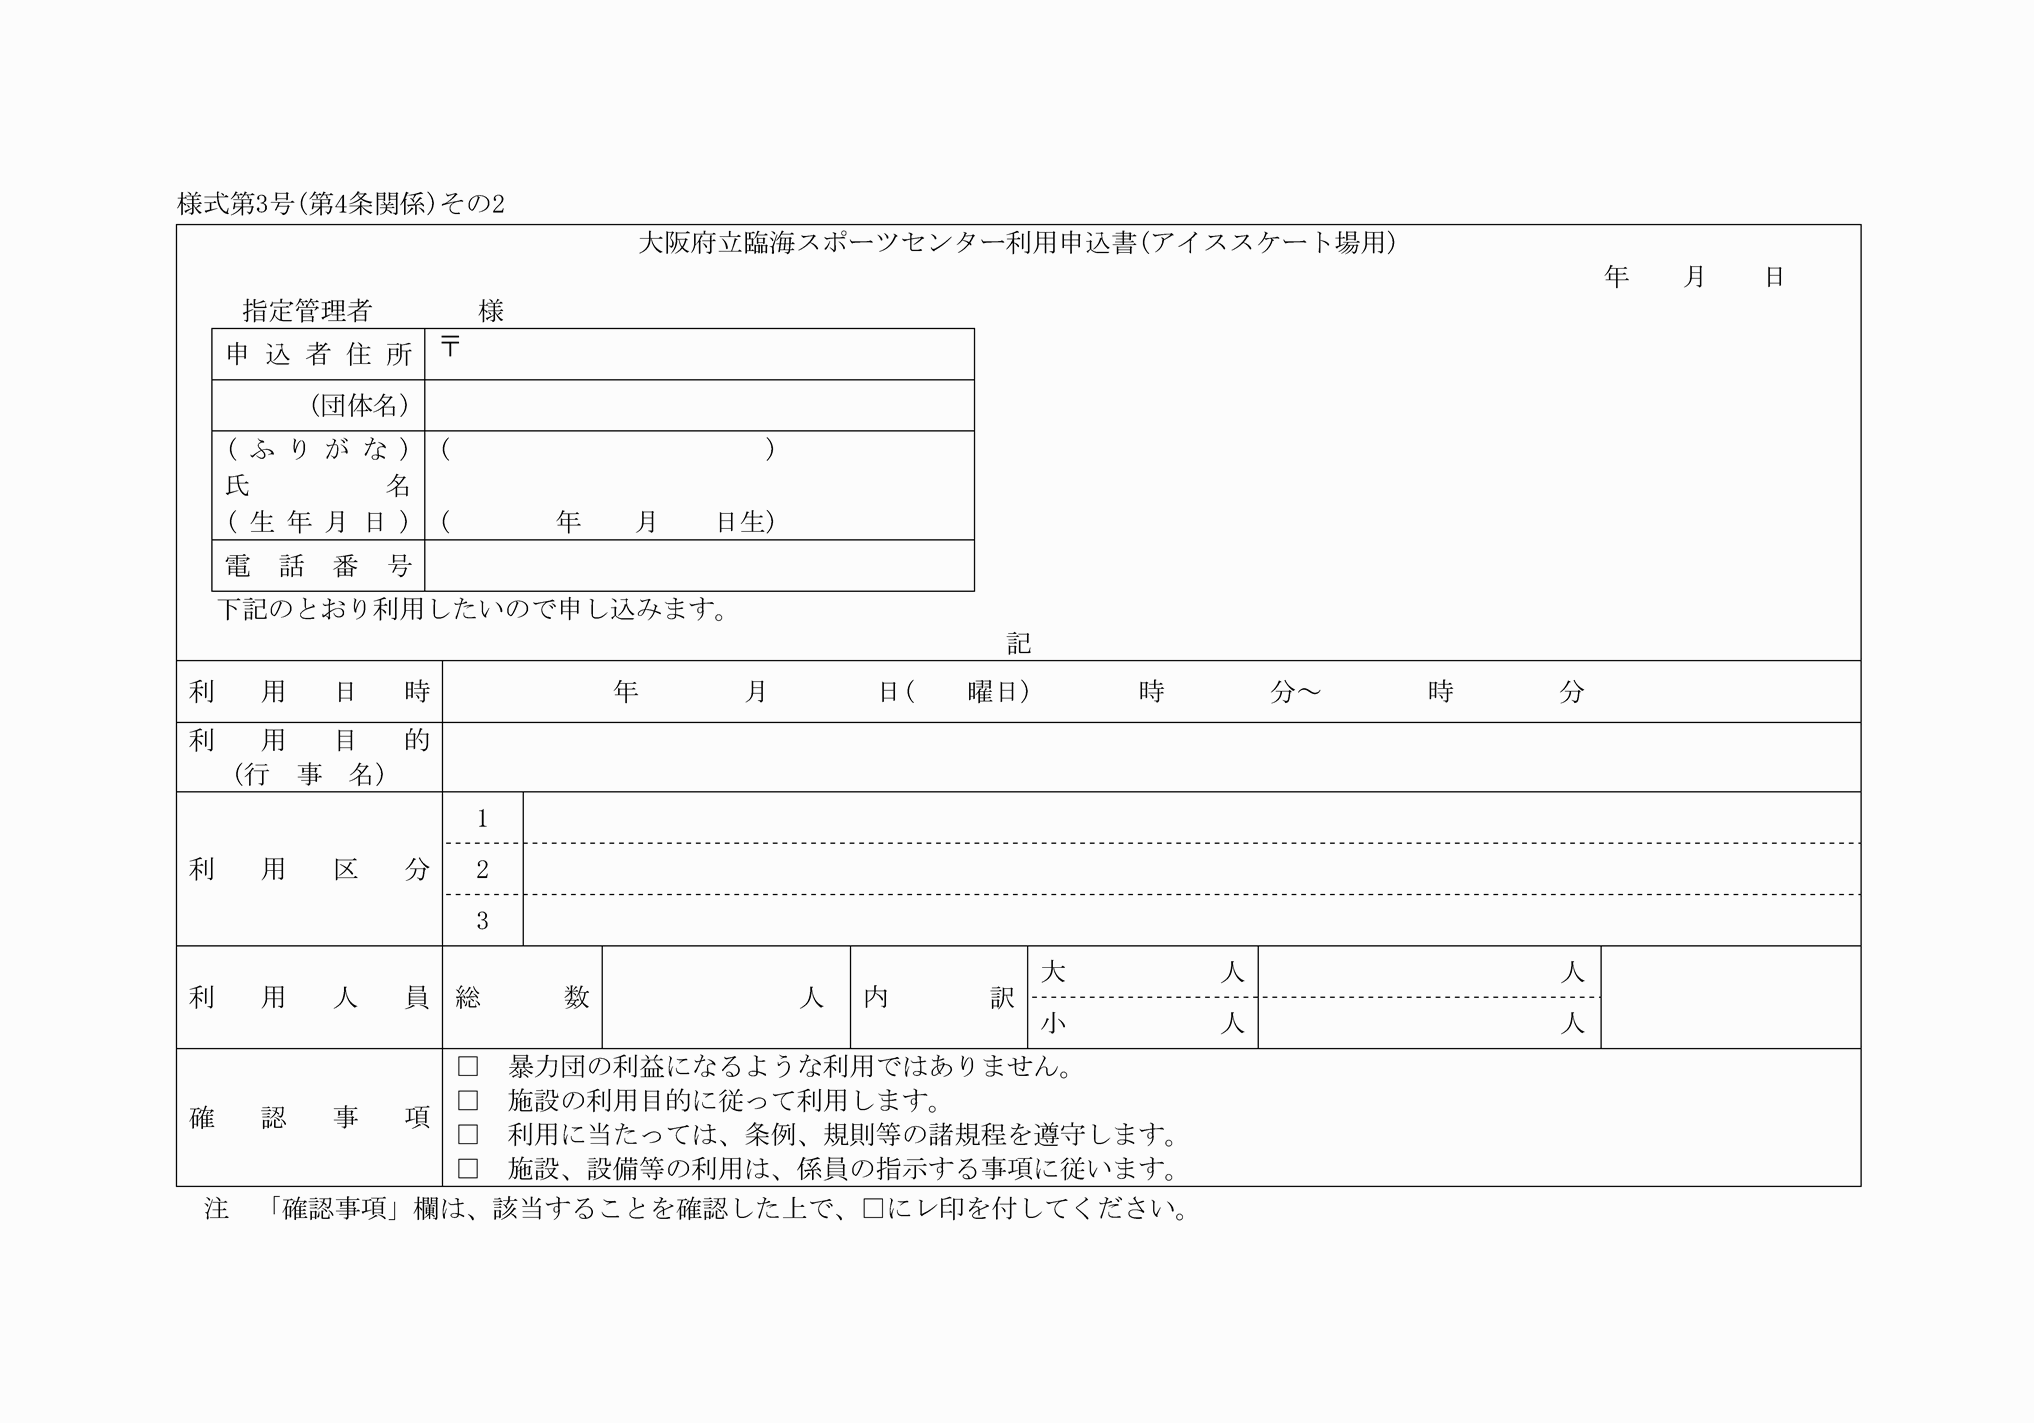 様式第3号(第4条関係)その2
大阪府立臨海スポーツセンター利用申込書(アイススケート場用)
年　月　日
指定管理者　　　様
申込者住所　〒
(団体名)
(ふりがな)　(　　　　)
氏名
(生年月日)　(　　年　月　日生)
電話番号
下記のとおり利用したいので申し込みます。
記
利用日時　年　月　日(　曜日)　時　分～　時　分
利用目的
(行事名)
利用区分
1
2
3
利用人員　総数　人　内訳
大人　人
小人　人
確認事項
□　暴力団の利益になるような利用ではありません。
□　施設の利用目的に従って利用します。
□　利用に当たっては、条例、規則等の諸規程を遵守します。
□　施設、設備等の利用は、係員の指示する事項に従います。
注　「確認事項」欄は、該当することを確認した上で、□にレ印を付してください。